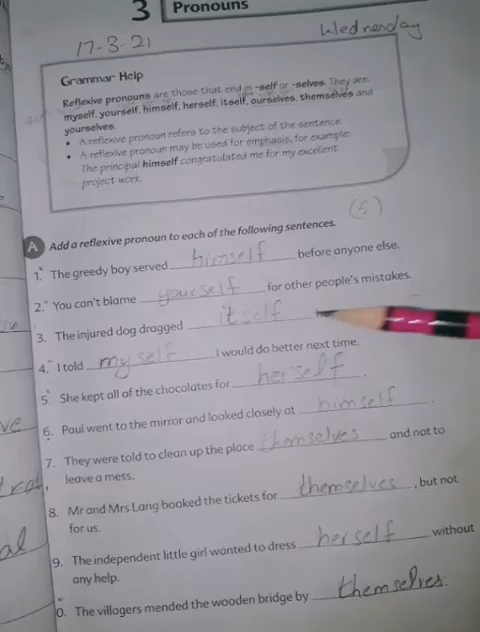 3 Pronouns
17-3-21 Wednesday
Grammar Help
Reflexive pronouns are those that end in -self or -selves. They are:
myself, yourself, himself, herself, itself, ourselves, themselves and
yourselves.
• A reflexive pronoun refers to the subject of the sentence.
• A reflexive pronoun may be used for emphasis, for example:
The principal himself congratulated me for my excellent
project work.
(5)
A Add a reflexive pronoun to each of the following sentences.
1. The greedy boy served himself before anyone else.
2. You can't blame yourself for other people's mistakes.
3. The injured dog dragged itself
4. I told myself I would do better next time.
5. She kept all of the chocolates for herself.
6. Paul went to the mirror and looked closely at himself.
7. They were told to clean up the place themselves and not to
leave a mess.
8. Mr and Mrs Lang booked the tickets for themselves, but not
for us.
9. The independent little girl wanted to dress herself without
any help.
0. The villagers mended the wooden bridge by themselves.